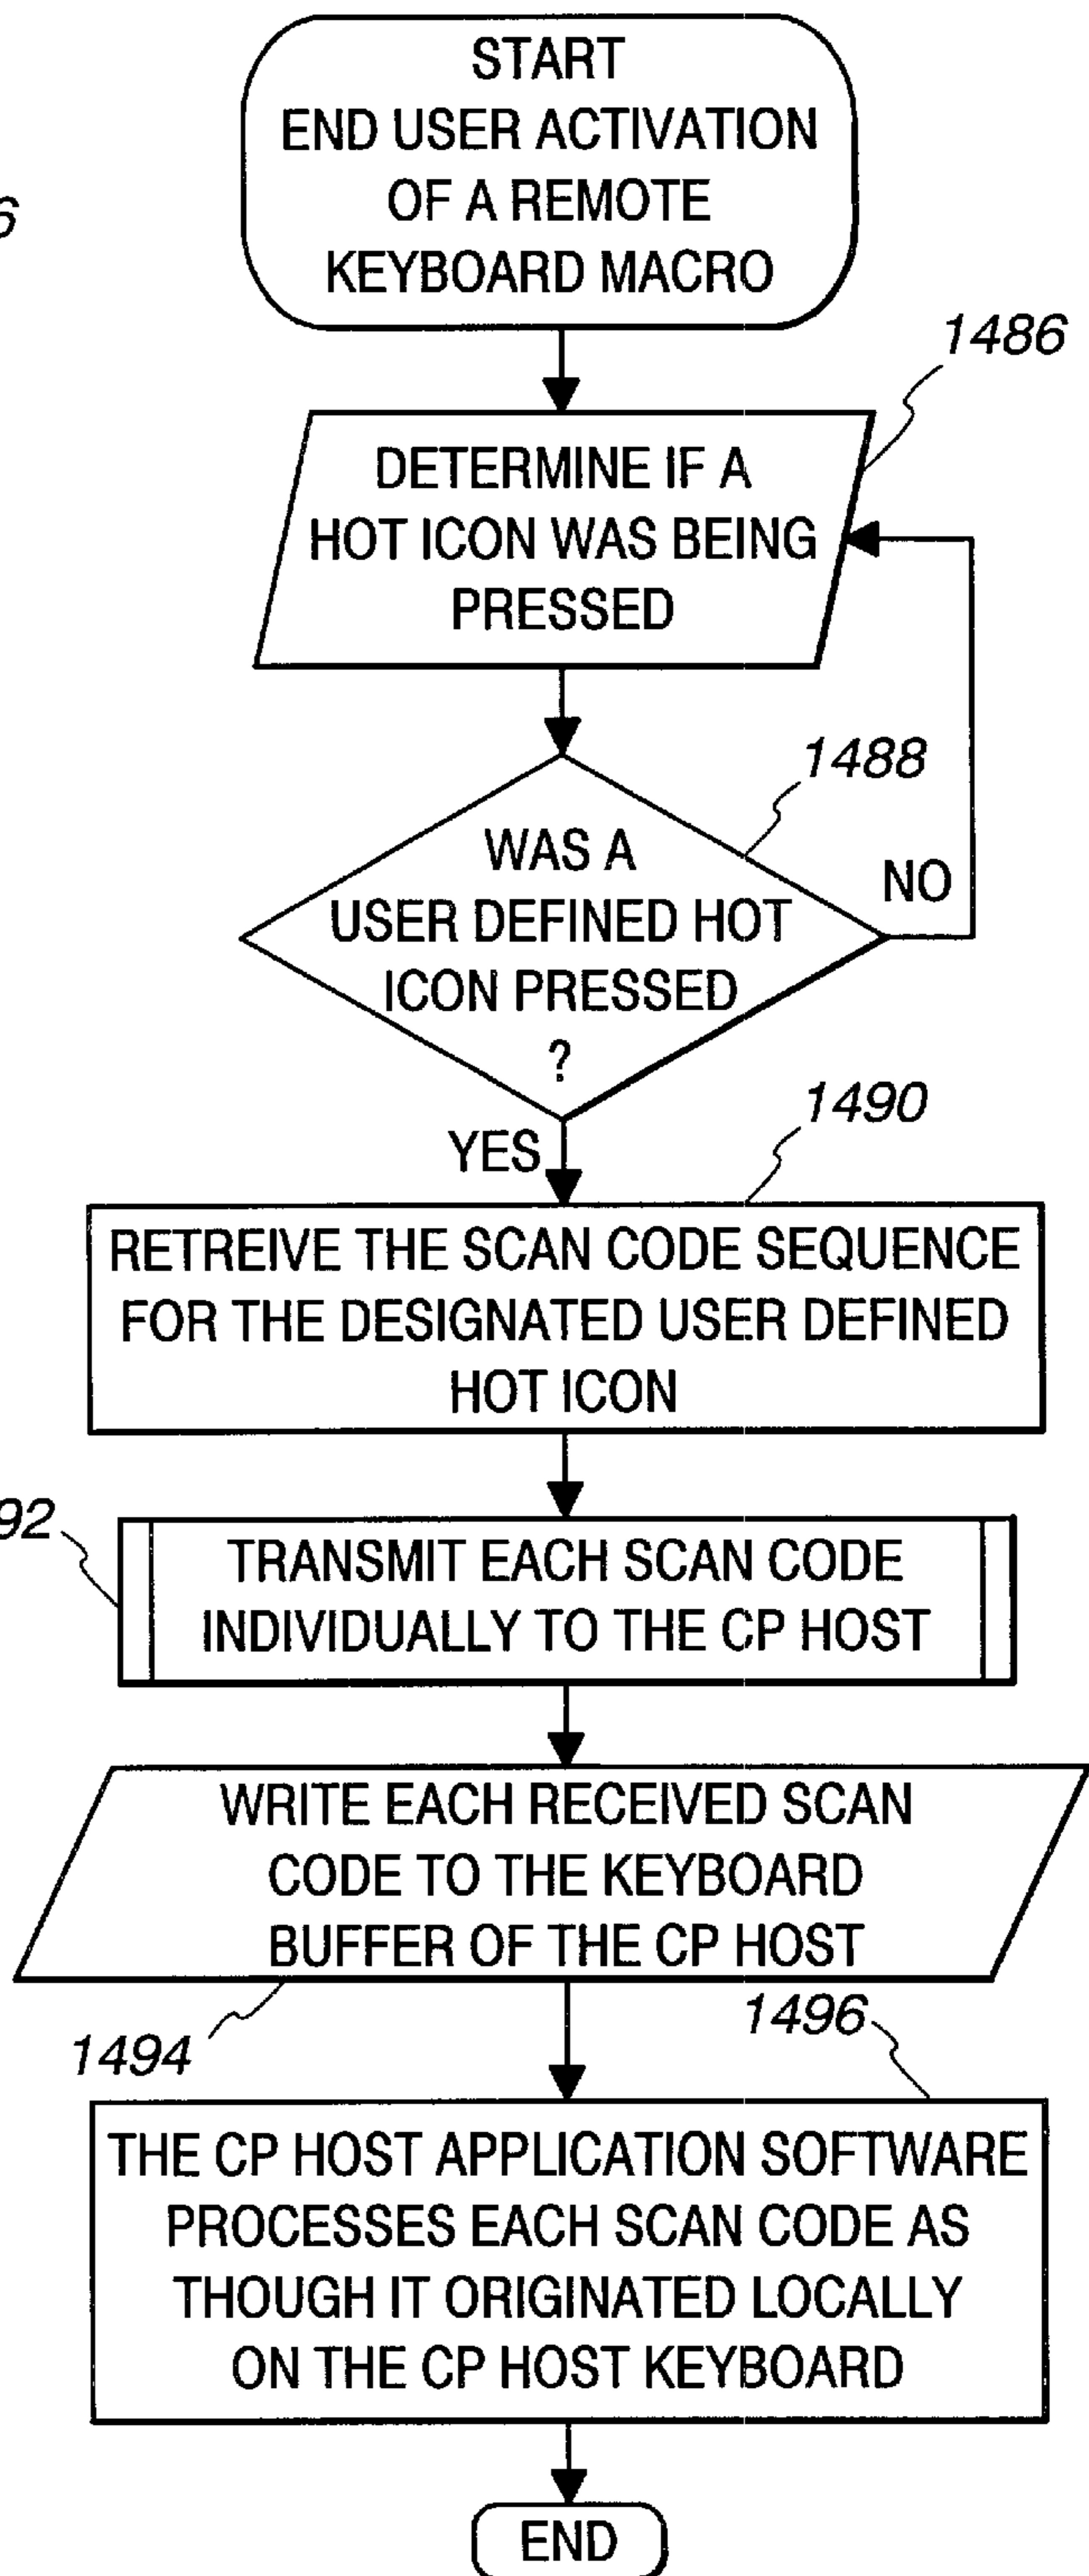 START
END USER ACTIVATION
OF A REMOTE
KEYBOARD MACRO
6
1486
DETERMINE IF A
HOT ICON WAS BEING
PRESSED
1488
WAS A
USER DEFINED HOT
ICON PRESSED
?
NO
YES
1490
RETREIVE THE SCAN CODE SEQUENCE
FOR THE DESIGNATED USER DEFINED
HOT ICON
92
TRANSMIT EACH SCAN CODE
INDIVIDUALLY TO THE CP HOST
WRITE EACH RECEIVED SCAN
CODE TO THE KEYBOARD
BUFFER OF THE CP HOST
1494
1496
THE CP HOST APPLICATION SOFTWARE
PROCESSES EACH SCAN CODE AS
THOUGH IT ORIGINATED LOCALLY
ON THE CP HOST KEYBOARD
END